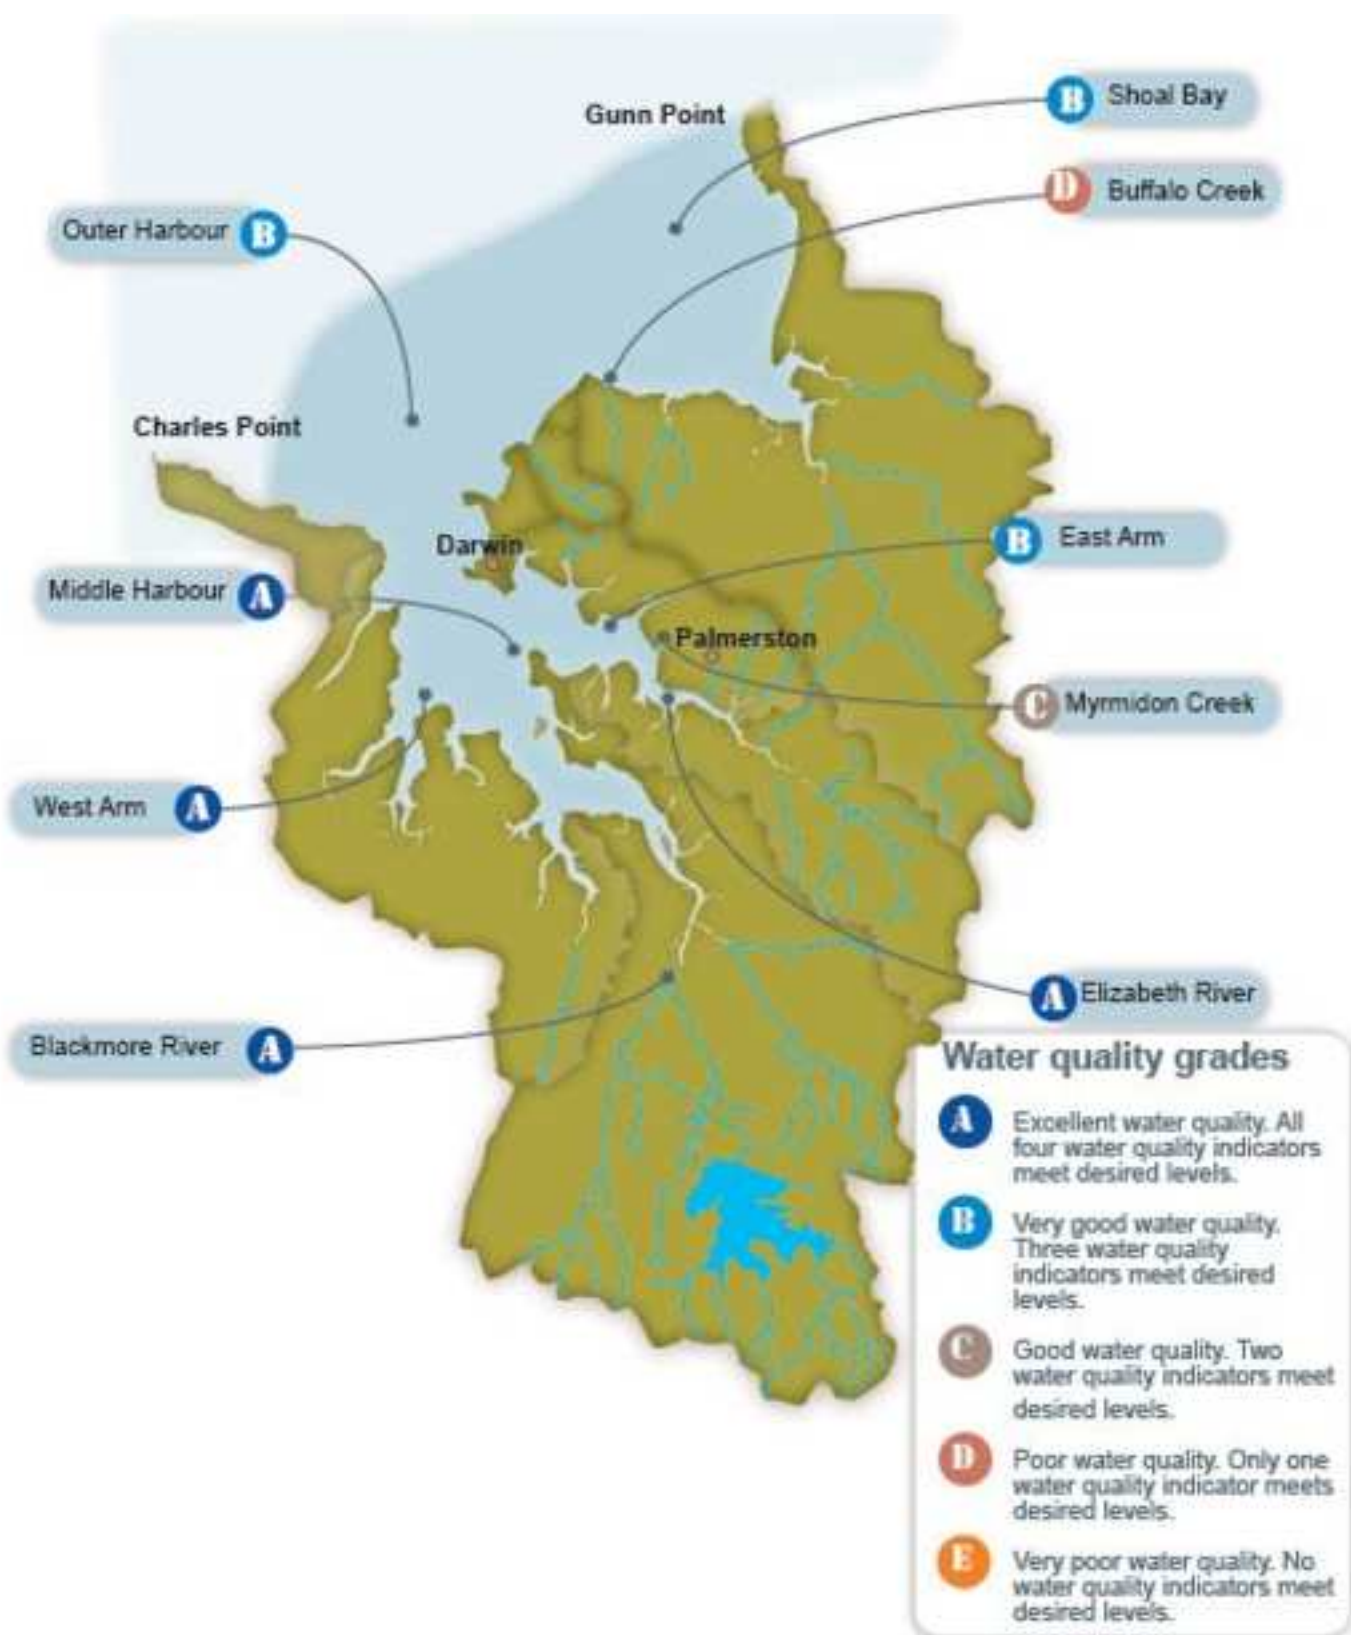 Gunn Point
B Shoal Bay
D Buffalo Creek
Outer Harbour B
Charles Point
Darwin
B East Arm
Middle Harbour A
Palmerston
C Myrmidon Creek
West Arm A
A Elizabeth River
Blackmore River A
Water quality grades
A Excellent water quality. All
four water quality indicators
meet desired levels.
B Very good water quality.
Three water quality
indicators meet desired
levels.
C Good water quality. Two
water quality indicators meet
desired levels.
D Poor water quality. Only one
water quality indicator meets
desired levels.
E Very poor water quality. No
water quality indicators meet
desired levels.